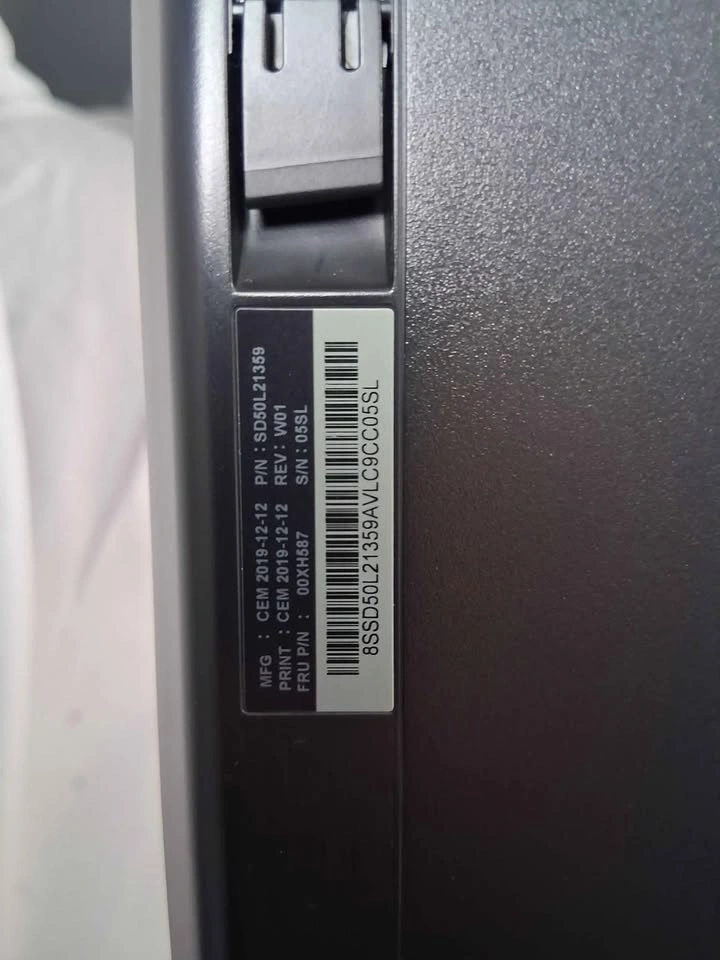 MFG : CEM 2019-12-12 P/N : SD50L21359
PRINT : CEM 2019-12-12 REV : W01
FRU P/N : 00XH587 S/N : 05SL
8SSD50L21359AVLC9CC05SL